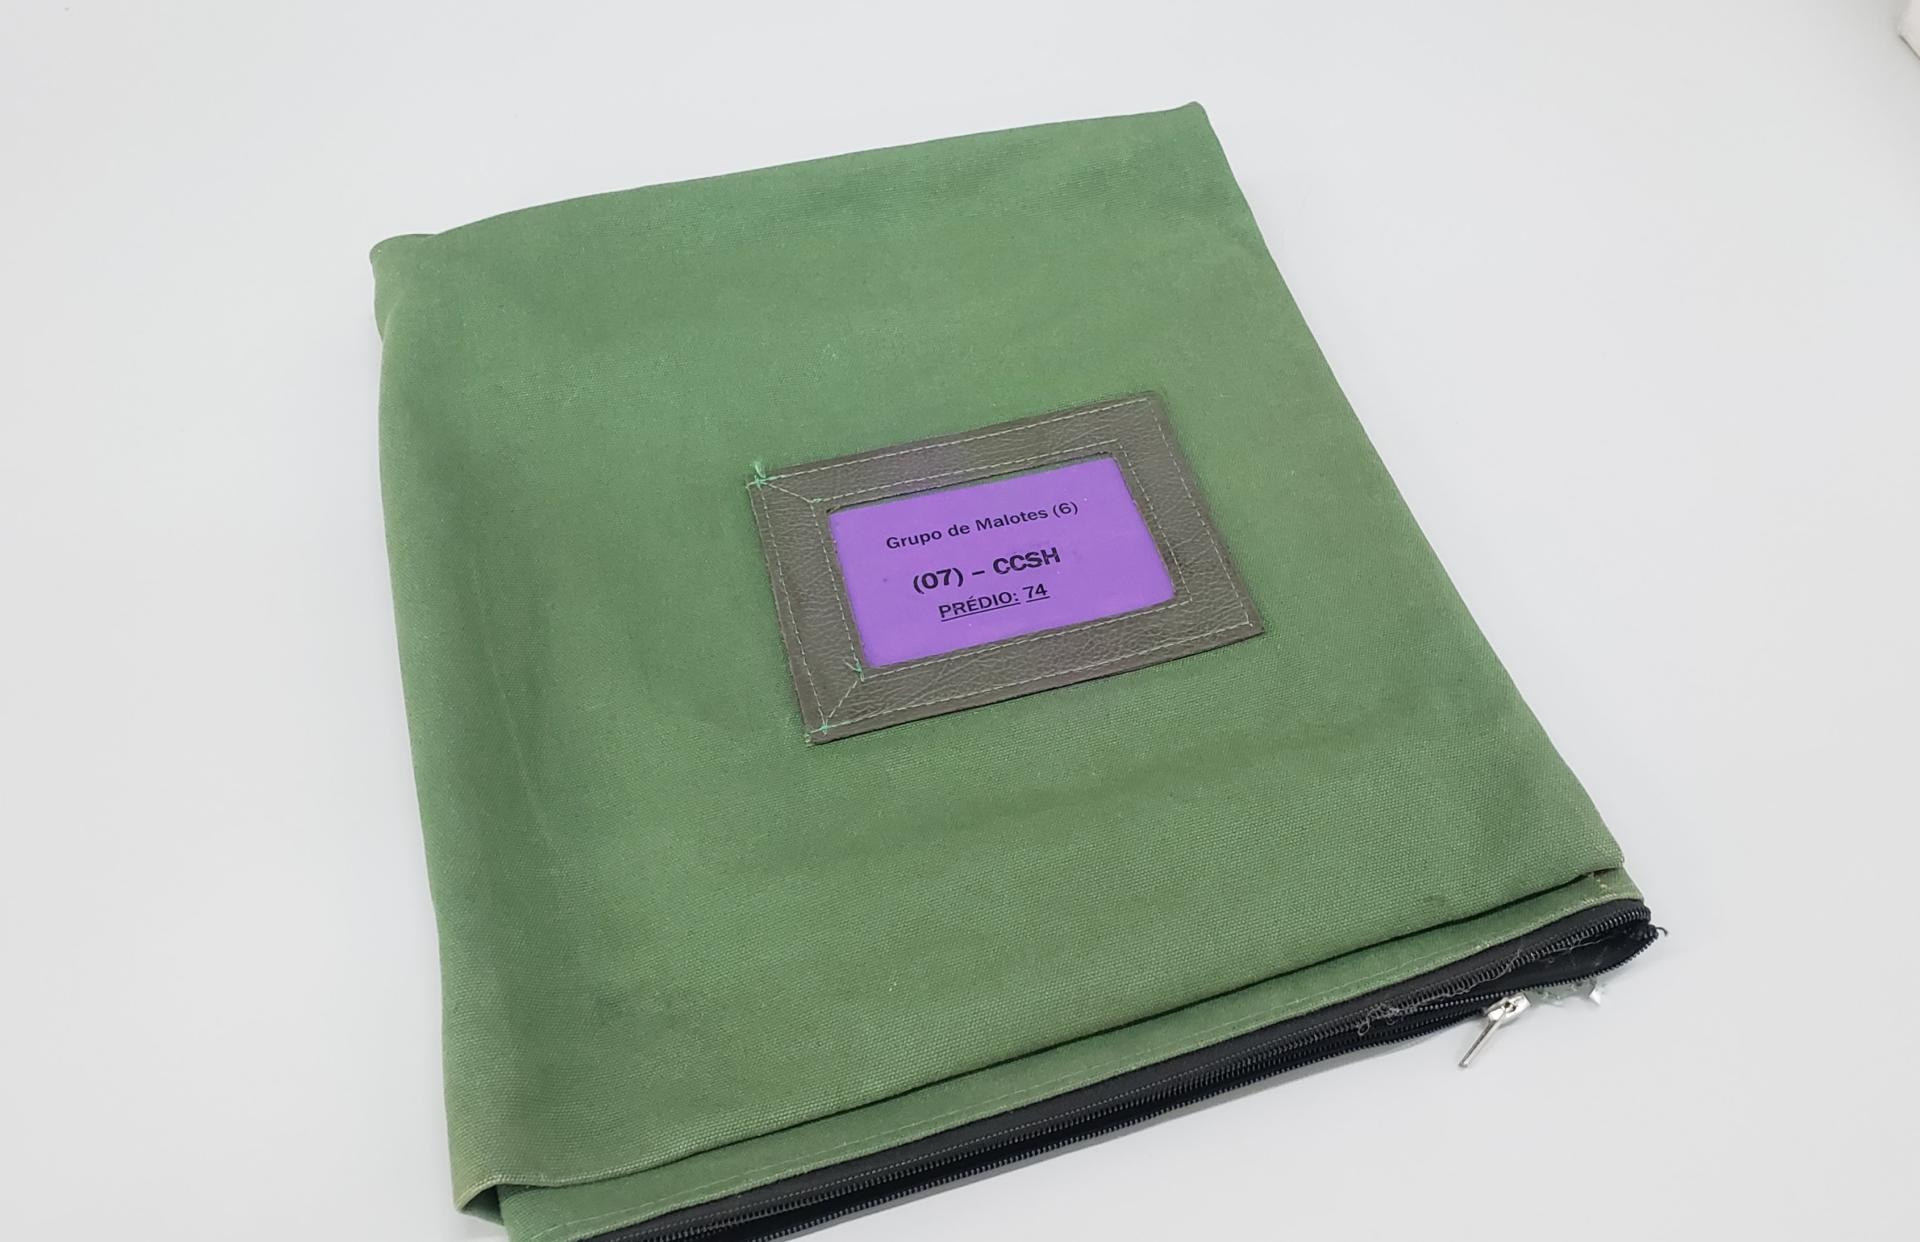 Grupo de Malotes (6)
(07) – CCSH
PRÉDIO: 74